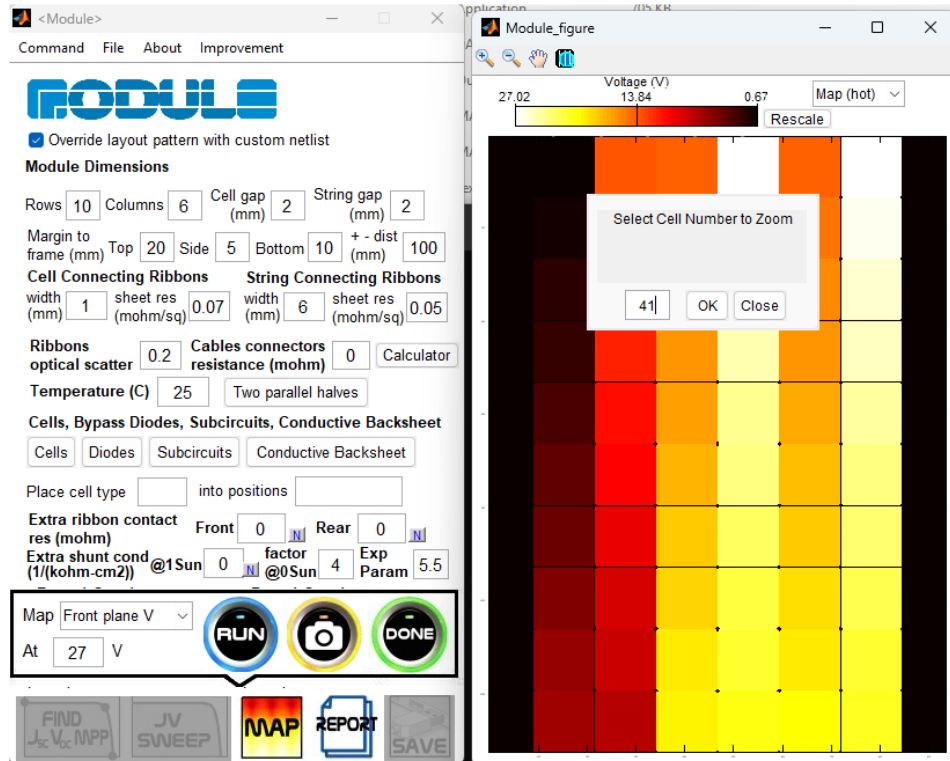 <Module>
Command File About Improvement
MODULE
Override layout pattern with custom netlist
Module Dimensions
Rows 10 Columns 6 Cell gap (mm) 2 String gap (mm) 2
Margin to frame (mm) Top 20 Side 5 Bottom 10 + - dist (mm) 100
Cell Connecting Ribbons String Connecting Ribbons
width (mm) 1 sheet res (mohm/sq) 0.07 width (mm) 6 sheet res (mohm/sq) 0.05
Ribbons optical scatter 0.2 Cables connectors resistance (mohm) 0 Calculator
Temperature (C) 25 Two parallel halves
Cells, Bypass Diodes, Subcircuits, Conductive Backsheet
Cells Diodes Subcircuits Conductive Backsheet
Place cell type into positions
Extra ribbon contact res (mohm) Front 0 N Rear 0 N
Extra shunt cond (1/(kohm-cm2)) @1Sun 0 N factor @0Sun 4 Exp Param 5.5
Map Front plane V
At 27 V
RUN DONE
FIND Jsc Voc MPP
JV SWEEP
MAP
REPORT
SAVE
plication 705 KB
Module_figure
Voltage (V)
27.02 13.84 0.67
Map (hot)
Rescale
Select Cell Number to Zoom
41 OK Close